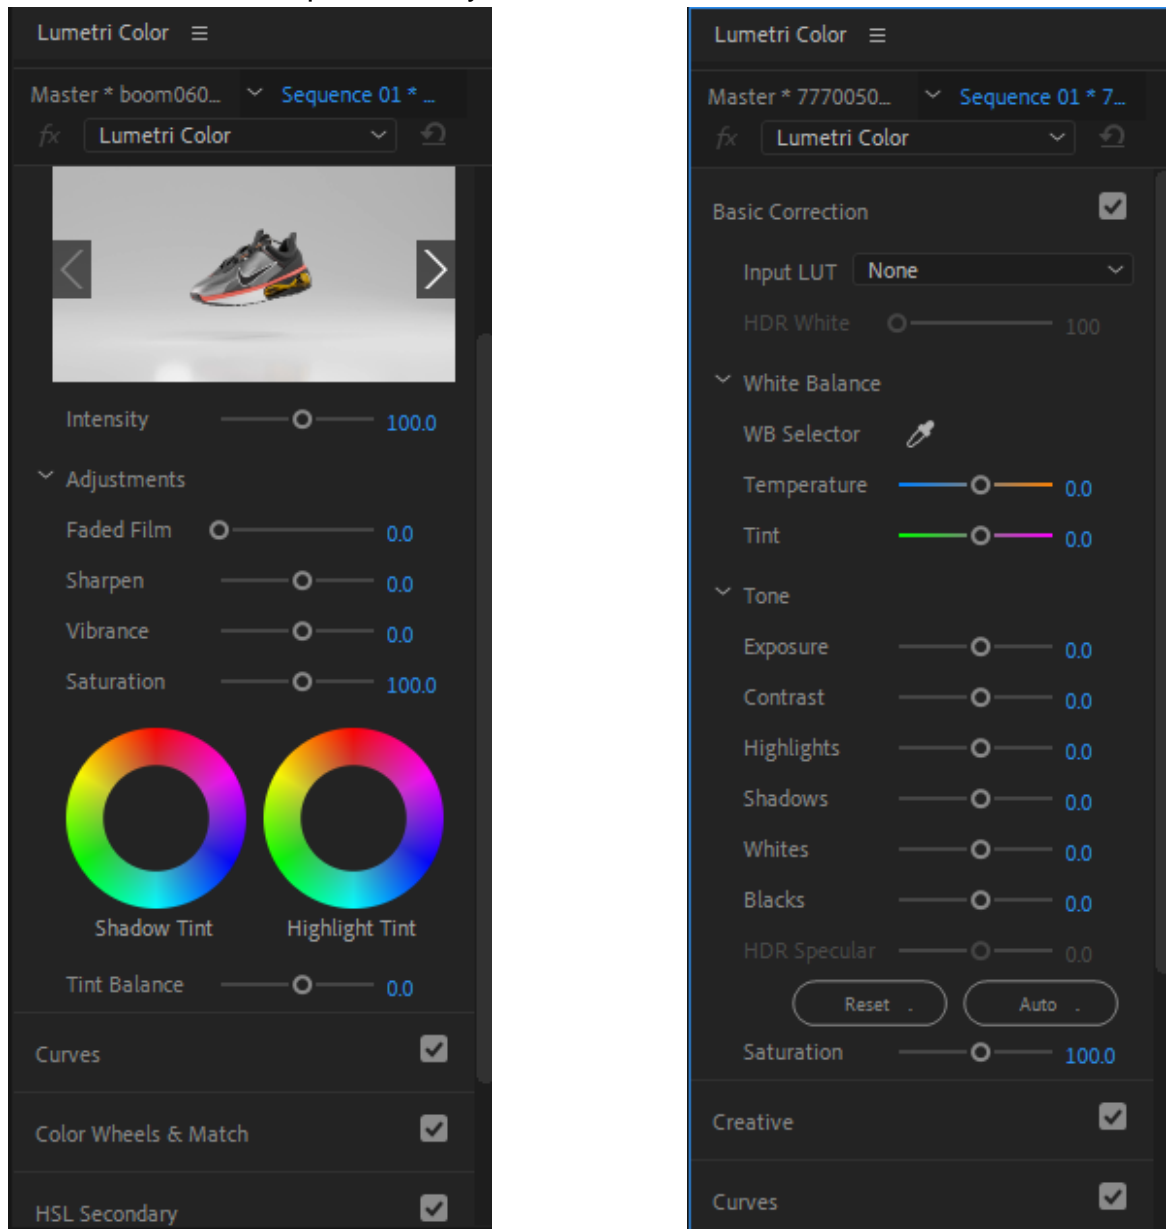 Lumetri Color
Master * boom060...
Sequence 01 * ...
fx
Lumetri Color
Intensity
100.0
Adjustments
Faded Film
0.0
Sharpen
0.0
Vibrance
0.0
Saturation
100.0
Shadow Tint
Highlight Tint
Tint Balance
0.0
Curves
Color Wheels & Match
HSL Secondary
Lumetri Color
Master * 7770050...
Sequence 01 * 7...
fx
Lumetri Color
Basic Correction
Input LUT
None
HDR White
100
White Balance
WB Selector
Temperature
0.0
Tint
0.0
Tone
Exposure
0.0
Contrast
0.0
Highlights
0.0
Shadows
0.0
Whites
0.0
Blacks
0.0
HDR Specular
0.0
Reset .
Auto .
Saturation
100.0
Creative
Curves